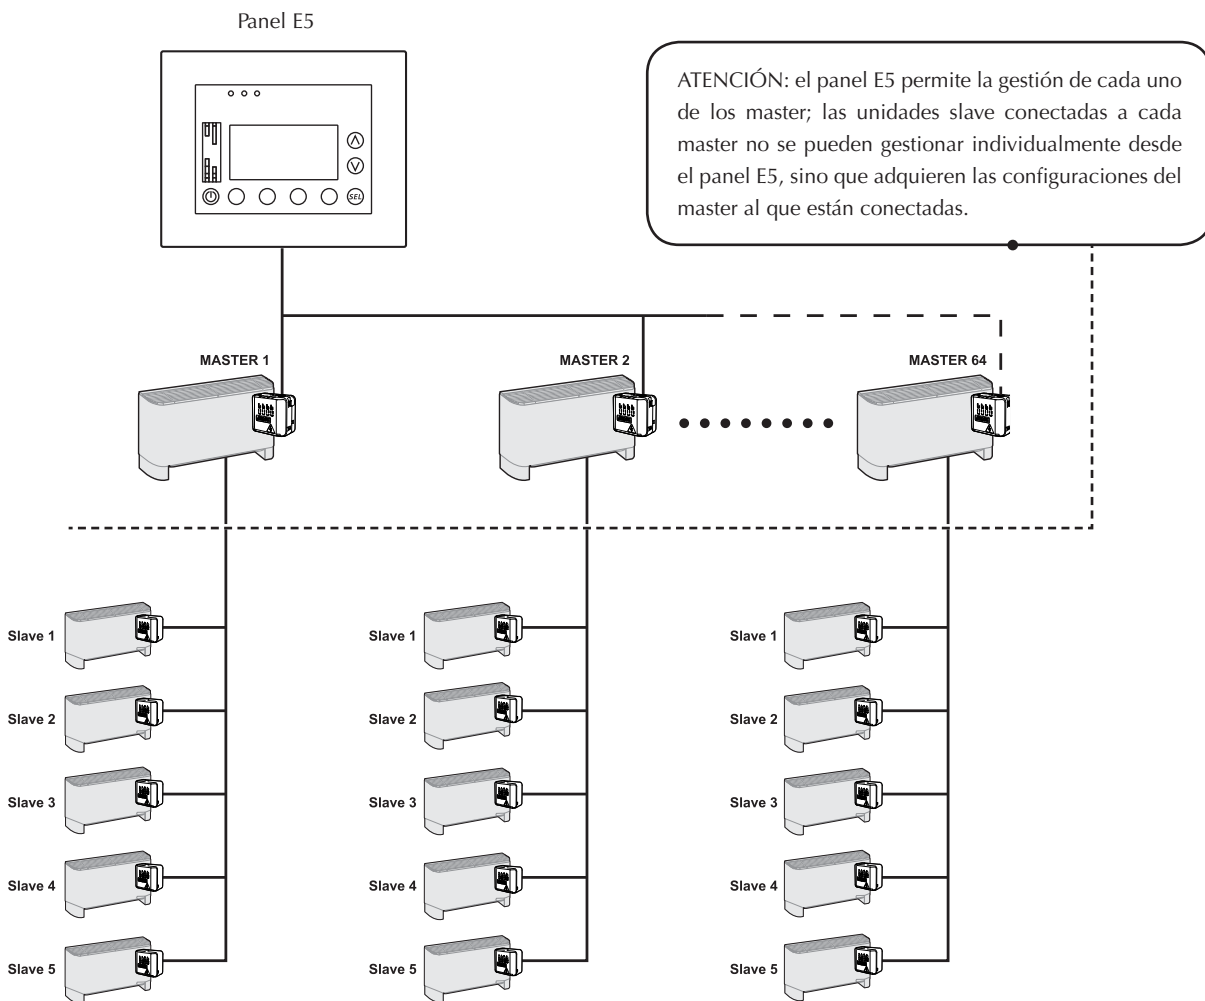 Panel E5
ATENCIÓN: el panel E5 permite la gestión de cada uno
de los master; las unidades slave conectadas a cada
master no se pueden gestionar individualmente desde
el panel E5, sino que adquieren las configuraciones del
master al que están conectadas.
SEL
MASTER 1
MASTER 2
MASTER 64
Slave 1
Slave 1
Slave 1
Slave 2
Slave 2
Slave 2
Slave 3
Slave 3
Slave 3
Slave 4
Slave 4
Slave 4
Slave 5
Slave 5
Slave 5